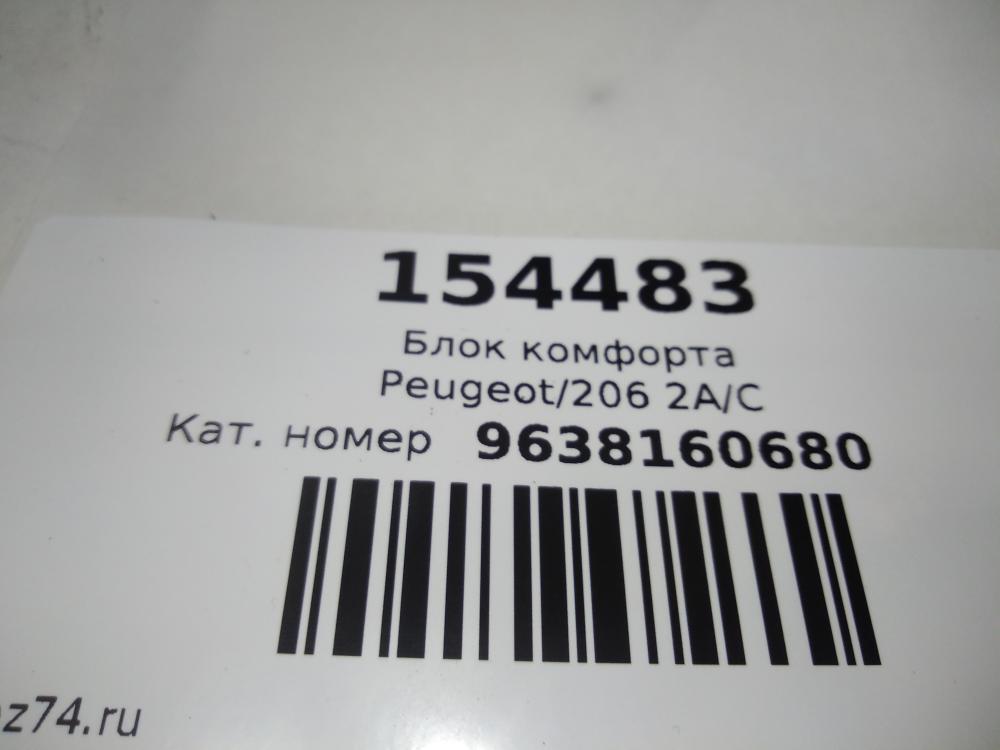 154483
Блок комфорта
Peugeot/206 2A/C
Кат. номер 9638160680
z74.ru